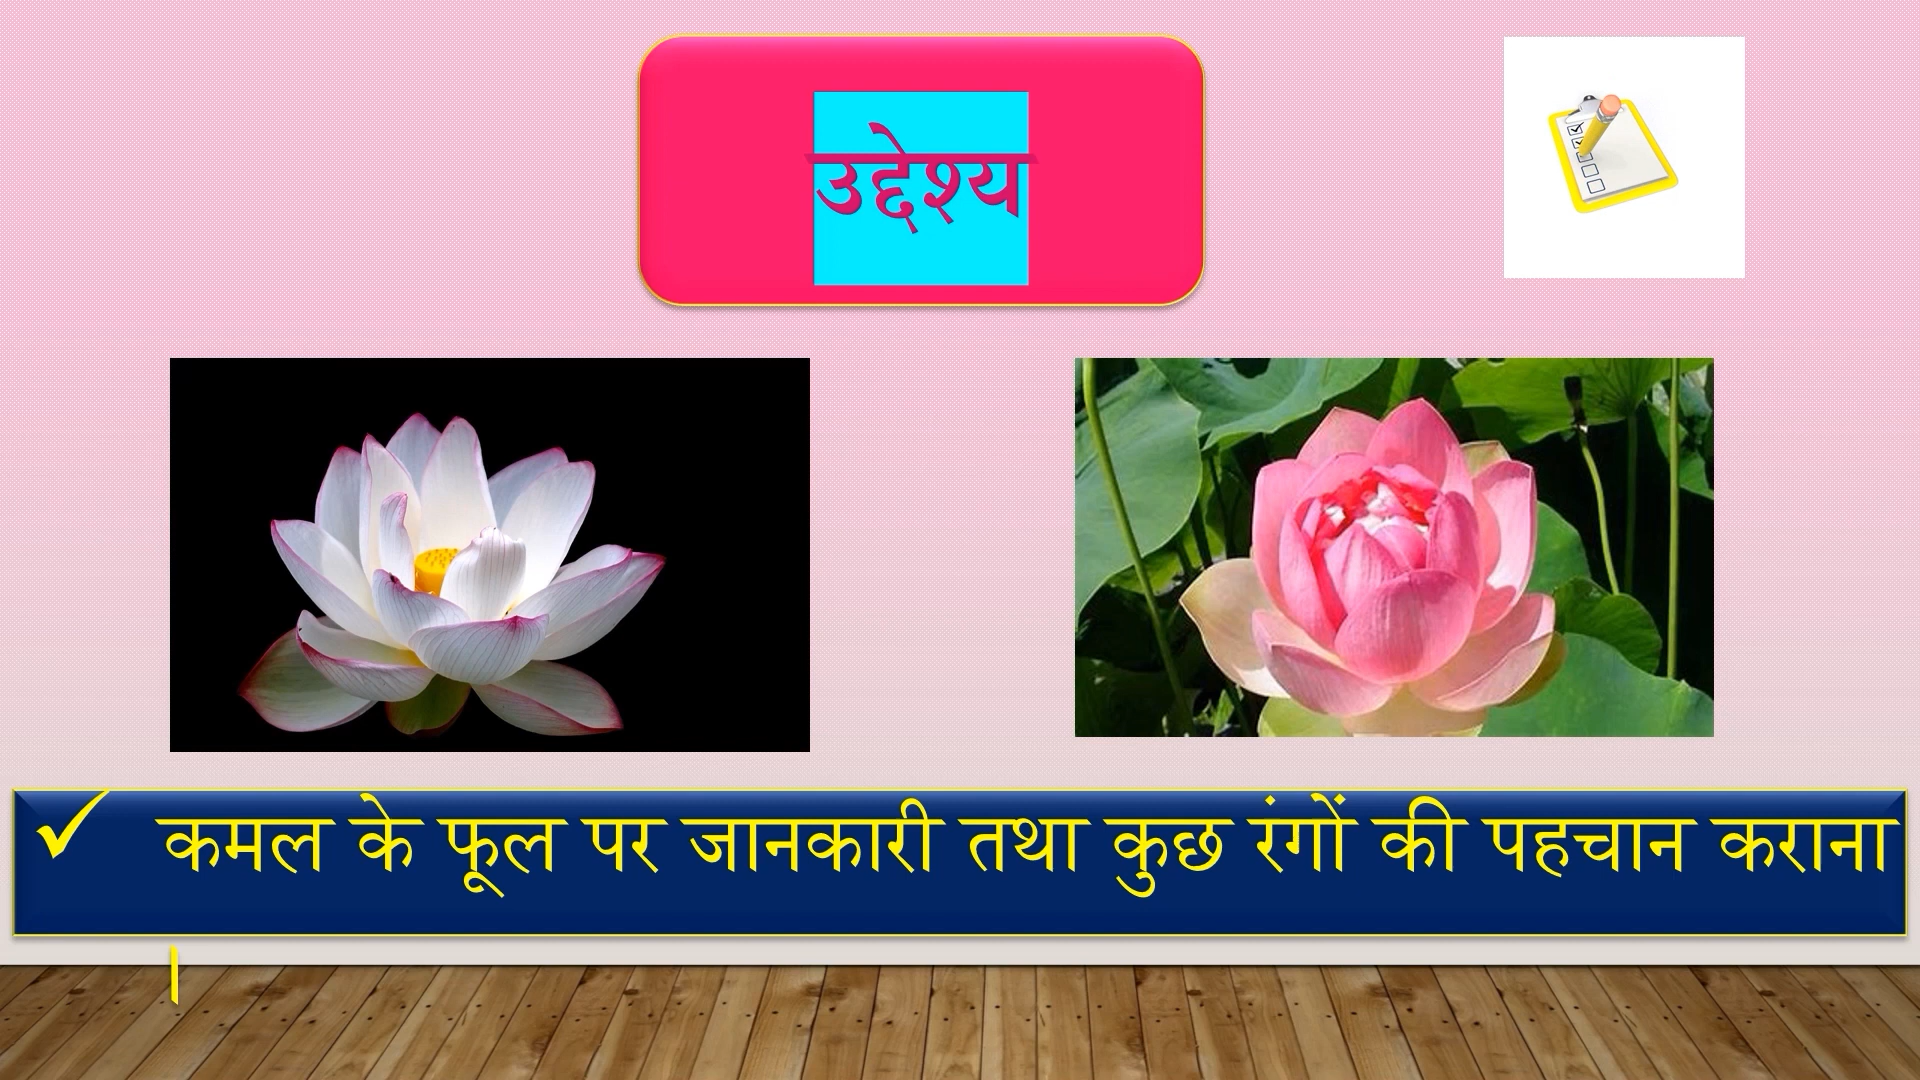 उद्देश्य
✓ कमल के फूल पर जानकारी तथा कुछ रंगों की पहचान कराना
।